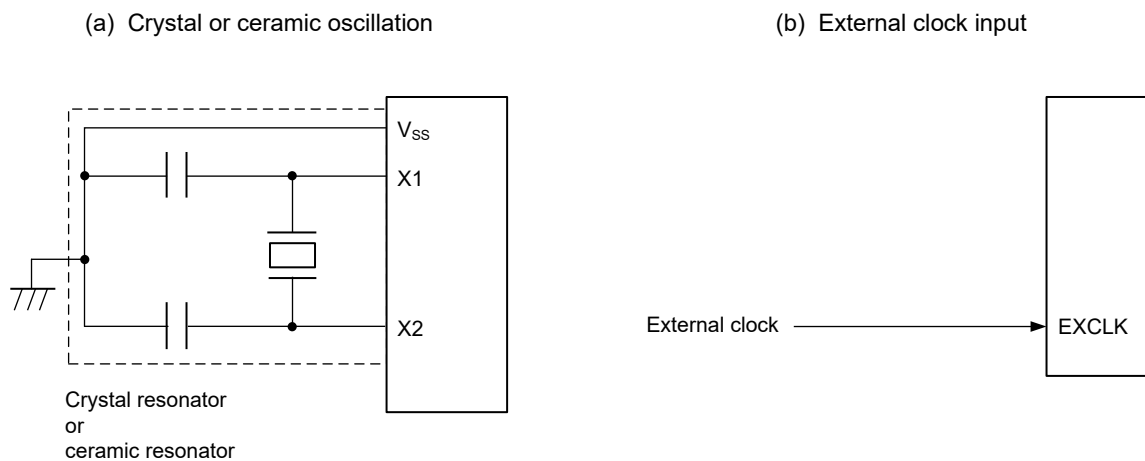 (a) Crystal or ceramic oscillation
(b) External clock input
VSS
X1
X2
Crystal resonator
or
ceramic resonator
External clock
EXCLK